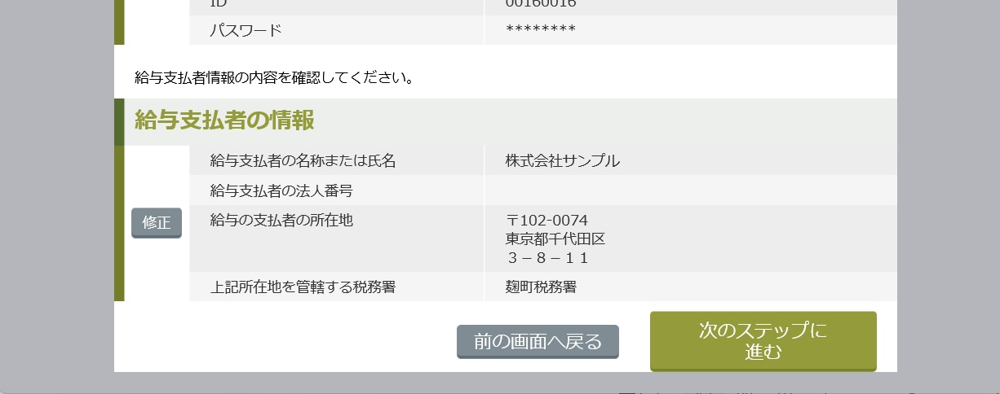 ID
00160016
パスワード
********
給与支払者情報の内容を確認してください。
給与支払者の情報
修正
給与支払者の名称または氏名
株式会社サンプル
給与支払者の法人番号
給与の支払者の所在地
〒102-0074
東京都千代田区
３－８－１１
上記所在地を管轄する税務署
麹町税務署
前の画面へ戻る
次のステップに
進む